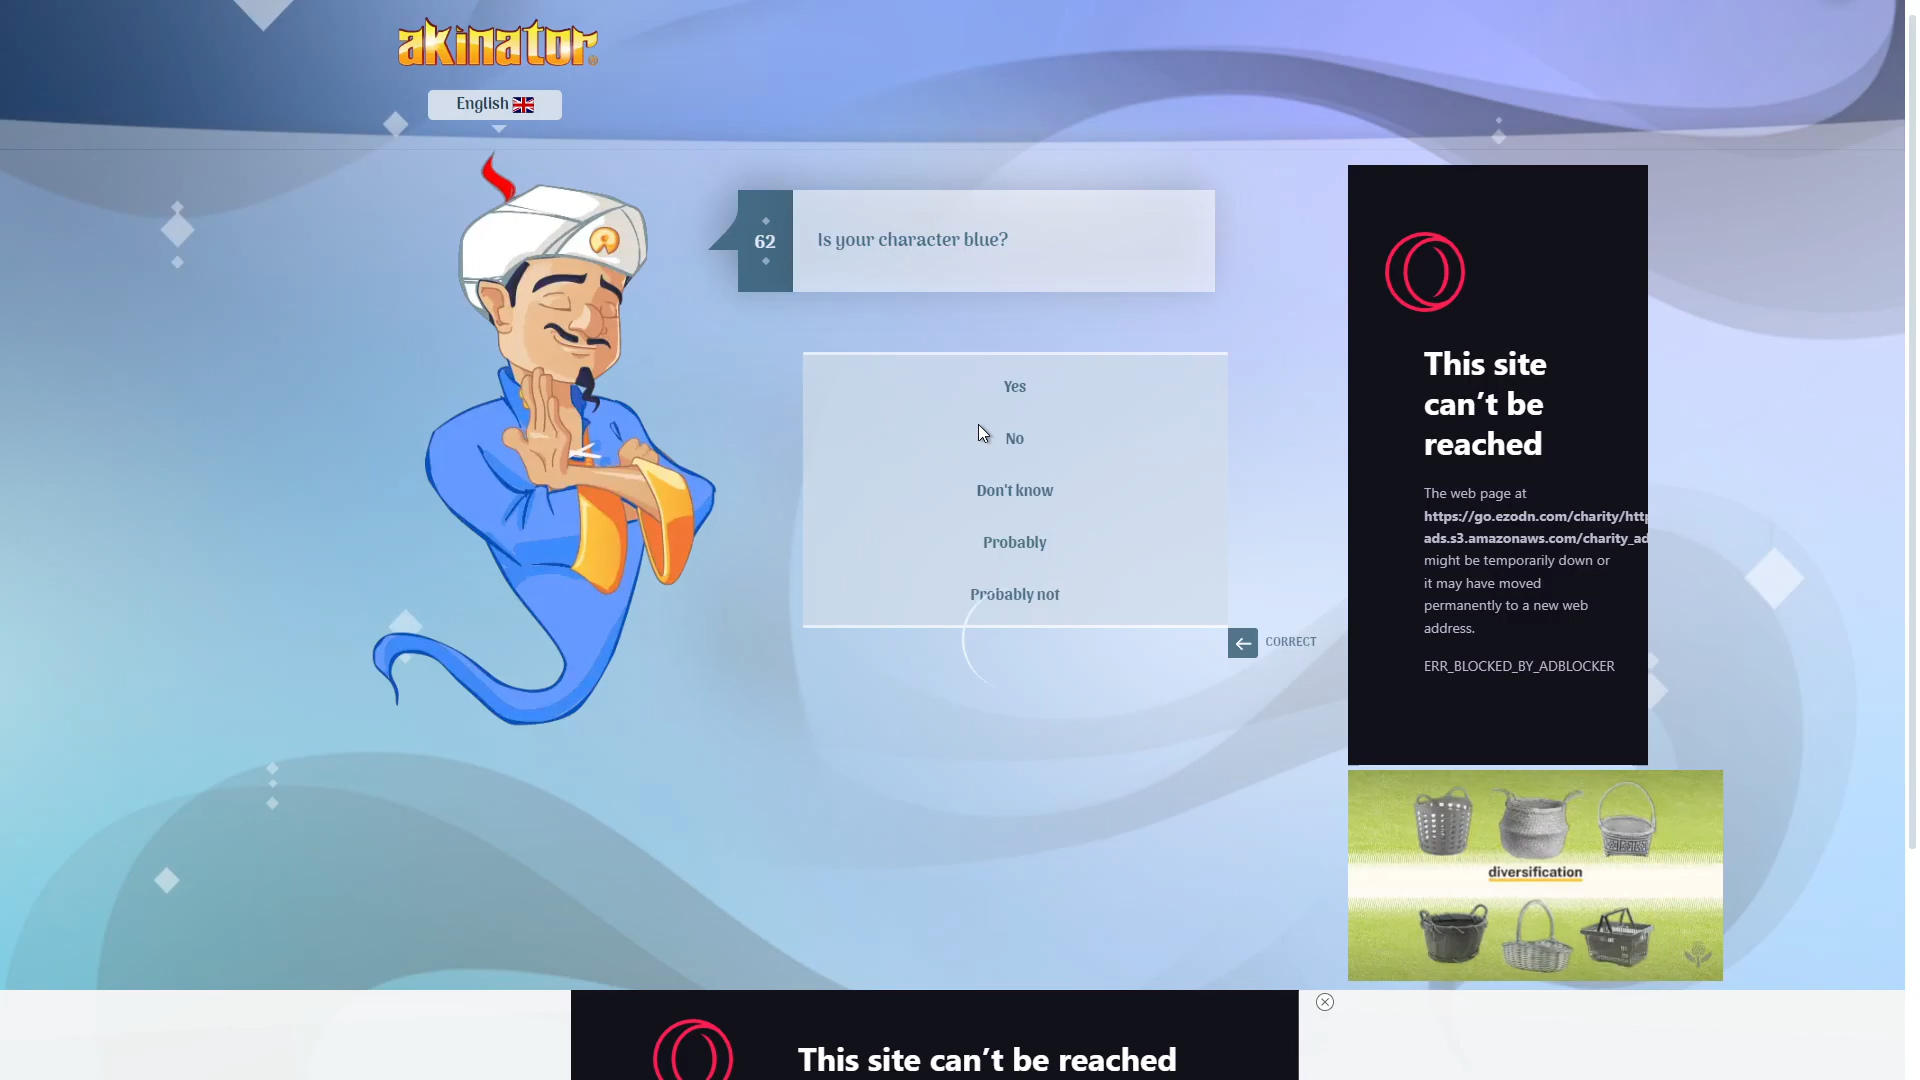 akinator
English
62
Is your character blue?
Yes
No
Don't know
Probably
Probably not
CORRECT
This site
can’t be
reached
The web page at
https://go.ezodn.com/charity/http
ads.s3.amazonaws.com/charity_ad
might be temporarily down or
it may have moved
permanently to a new web
address.
ERR_BLOCKED_BY_ADBLOCKER
diversification
This site can’t be reached